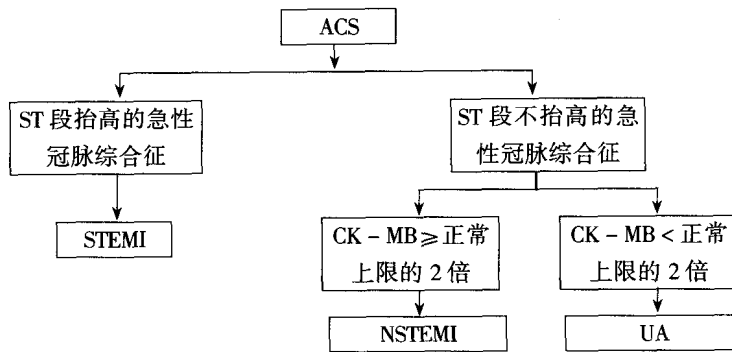 ACS
ST 段抬高的急性
冠脉综合征
ST 段不抬高的急
性冠脉综合征
STEMI
CK－MB≥正常
上限的 2 倍
CK－MB＜正常
上限的 2 倍
NSTEMI
UA